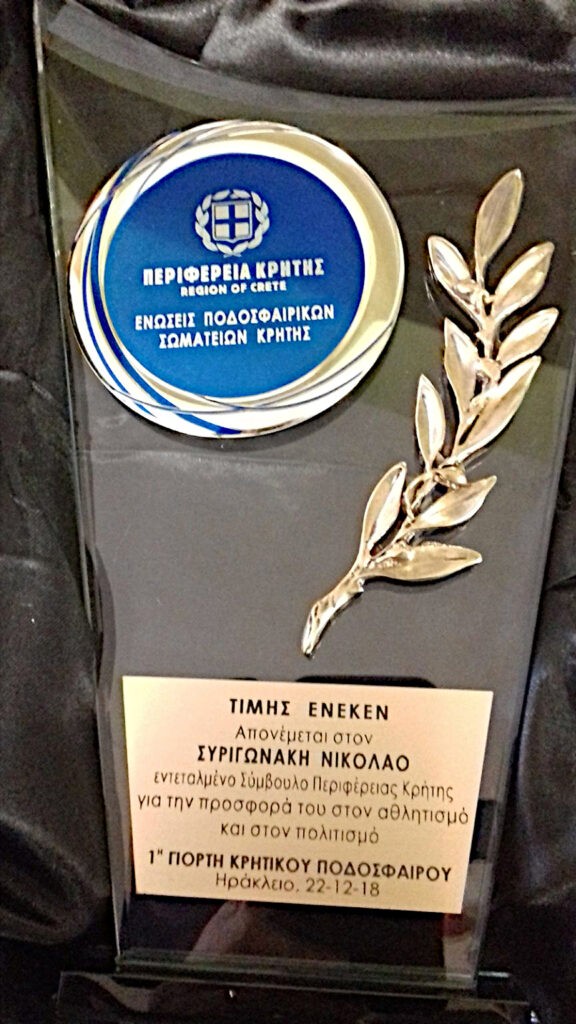 ΠΕΡΙΦΕΡΕΙΑ ΚΡΗΤΗΣ
REGION OF CRETE
ΕΝΩΣΕΙΣ ΠΟΔΟΣΦΑΙΡΙΚΩΝ
ΣΩΜΑΤΕΙΩΝ ΚΡΗΤΗΣ
ΤΙΜΗΣ ΕΝΕΚΕΝ
Απονέμεται στον
ΣΥΡΙΓΩΝΑΚΗ ΝΙΚΟΛΑΟ
εντεταλμένο Σύμβουλο Περιφέρειας Κρήτης
για την προσφορά του στον αθλητισμό
και στον πολιτισμό
1η ΓΙΟΡΤΗ ΚΡΗΤΙΚΟΥ ΠΟΔΟΣΦΑΙΡΟΥ
Ηράκλειο, 22-12-18